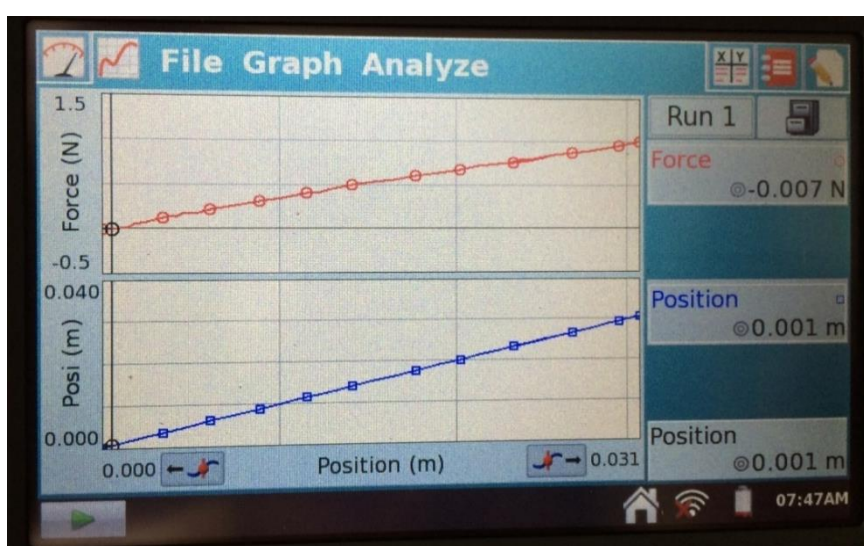 File Graph Analyze
X Y
1.5
Force (N)
-0.5
0.040
Posi (m)
0.000
0.000
Position (m)
0.031
Run 1
Force
-0.007 N
Position
0.001 m
Position
0.001 m
07:47AM